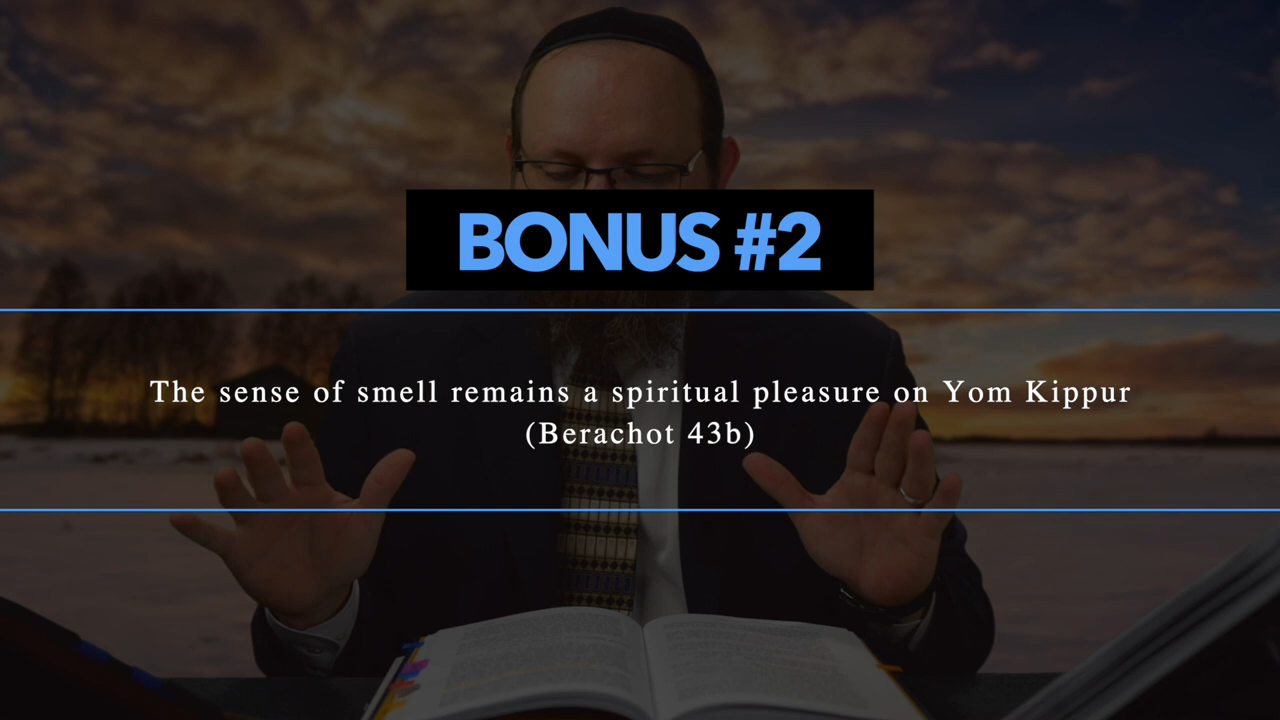 BONUS #2
The sense of smell remains a spiritual pleasure on Yom Kippur
(Berachot 43b)